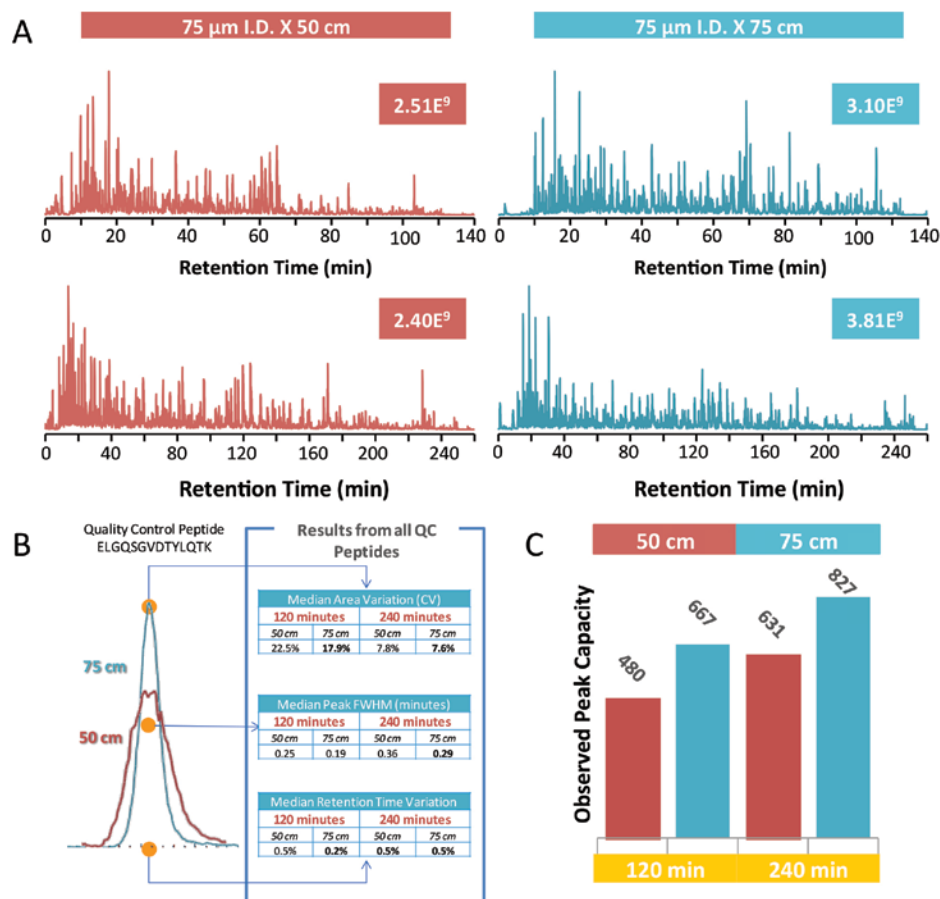 A
75 µm I.D. X 50 cm
75 µm I.D. X 75 cm
2.51E⁹
3.10E⁹
0 20 40 60 80 100 120 140
Retention Time (min)
0 20 40 60 80 100 120 140
Retention Time (min)
2.40E⁹
3.81E⁹
0 40 80 120 160 200 240
Retention Time (min)
0 40 80 120 160 200 240
Retention Time (min)
B
Quality Control Peptide
ELGQSGVDTYLQTK
75 cm
50 cm
Results from all QC
Peptides
Median Area Variation (CV)
120 minutes 240 minutes
50 cm 75 cm 50 cm 75 cm
22.5% 17.9% 7.8% 7.6%
Median Peak FWHM (minutes)
120 minutes 240 minutes
50 cm 75 cm 50 cm 75 cm
0.25 0.19 0.36 0.29
Median Retention Time Variation
120 minutes 240 minutes
50 cm 75 cm 50 cm 75 cm
0.5% 0.2% 0.5% 0.5%
C
50 cm 75 cm
Observed Peak Capacity
480
667
631
827
120 min 240 min